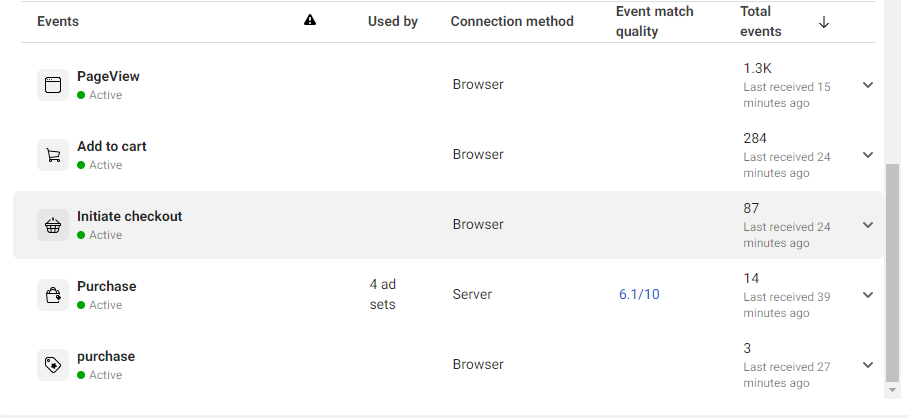 Events Used by Connection method Event match quality Total events
PageView
Active
Browser
1.3K
Last received 15
minutes ago
Add to cart
Active
Browser
284
Last received 24
minutes ago
Initiate checkout
Active
Browser
87
Last received 24
minutes ago
Purchase
Active
4 ad
sets
Server
6.1/10
14
Last received 39
minutes ago
purchase
Active
Browser
3
Last received 27
minutes ago